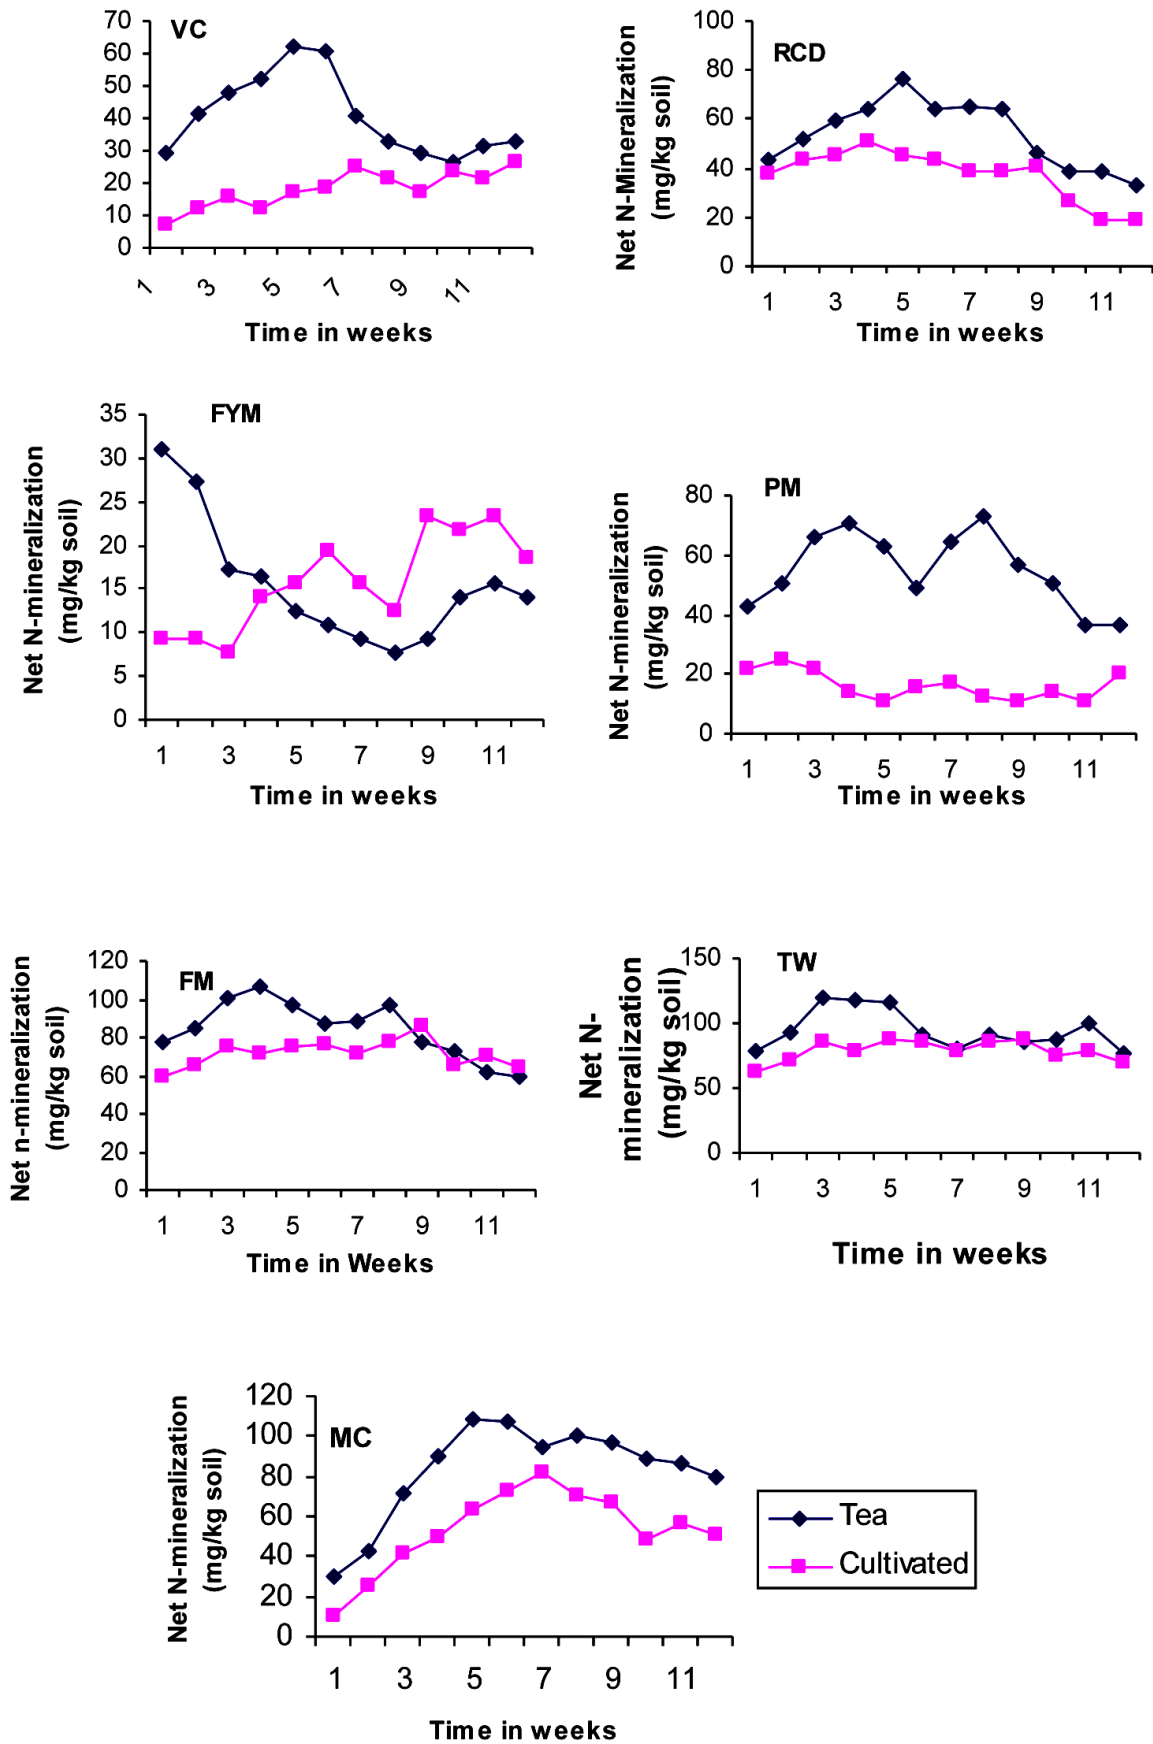 VC
70
60
50
40
30
20
10
0
1 3 5 7 9 11
Time in weeks
RCD
Net N-Mineralization
(mg/kg soil)
100
80
60
40
20
0
1 3 5 7 9 11
Time in weeks
FYM
Net N-mineralization
(mg/kg soil)
35
30
25
20
15
10
5
0
1 3 5 7 9 11
Time in weeks
PM
Net N-mineralization
(mg/kg soil)
80
60
40
20
0
1 3 5 7 9 11
Time in weeks
FM
Net n-mineralization
(mg/kg soil)
120
100
80
60
40
20
0
1 3 5 7 9 11
Time in Weeks
TW
Net N-
mineralization
(mg/kg soil)
150
100
50
0
1 3 5 7 9 11
Time in weeks
MC
Net N-mineralization
(mg/kg soil)
120
100
80
60
40
20
0
1 3 5 7 9 11
Time in weeks
Tea
Cultivated